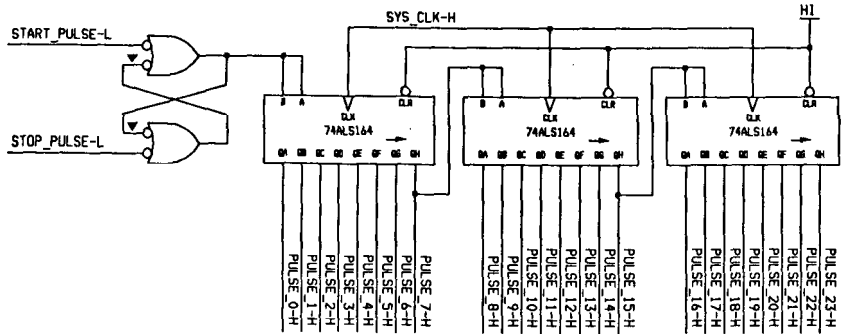 HI
SYS_CLK-H
START_PULSE-L
STOP_PULSE-L
B A CLR
CLK
74ALS164
QA QB QC QD QE QF QG QH
B A CLR
CLK
74ALS164
QA QB QC QD QE QF QG QH
B A CLR
CLK
74ALS164
QA QB QC QD QE QF QG QH
PULSE_0-H
PULSE_1-H
PULSE_2-H
PULSE_3-H
PULSE_4-H
PULSE_5-H
PULSE_6-H
PULSE_7-H
PULSE_8-H
PULSE_9-H
PULSE_10-H
PULSE_11-H
PULSE_12-H
PULSE_13-H
PULSE_14-H
PULSE_15-H
PULSE_16-H
PULSE_17-H
PULSE_18-H
PULSE_19-H
PULSE_20-H
PULSE_21-H
PULSE_22-H
PULSE_23-H